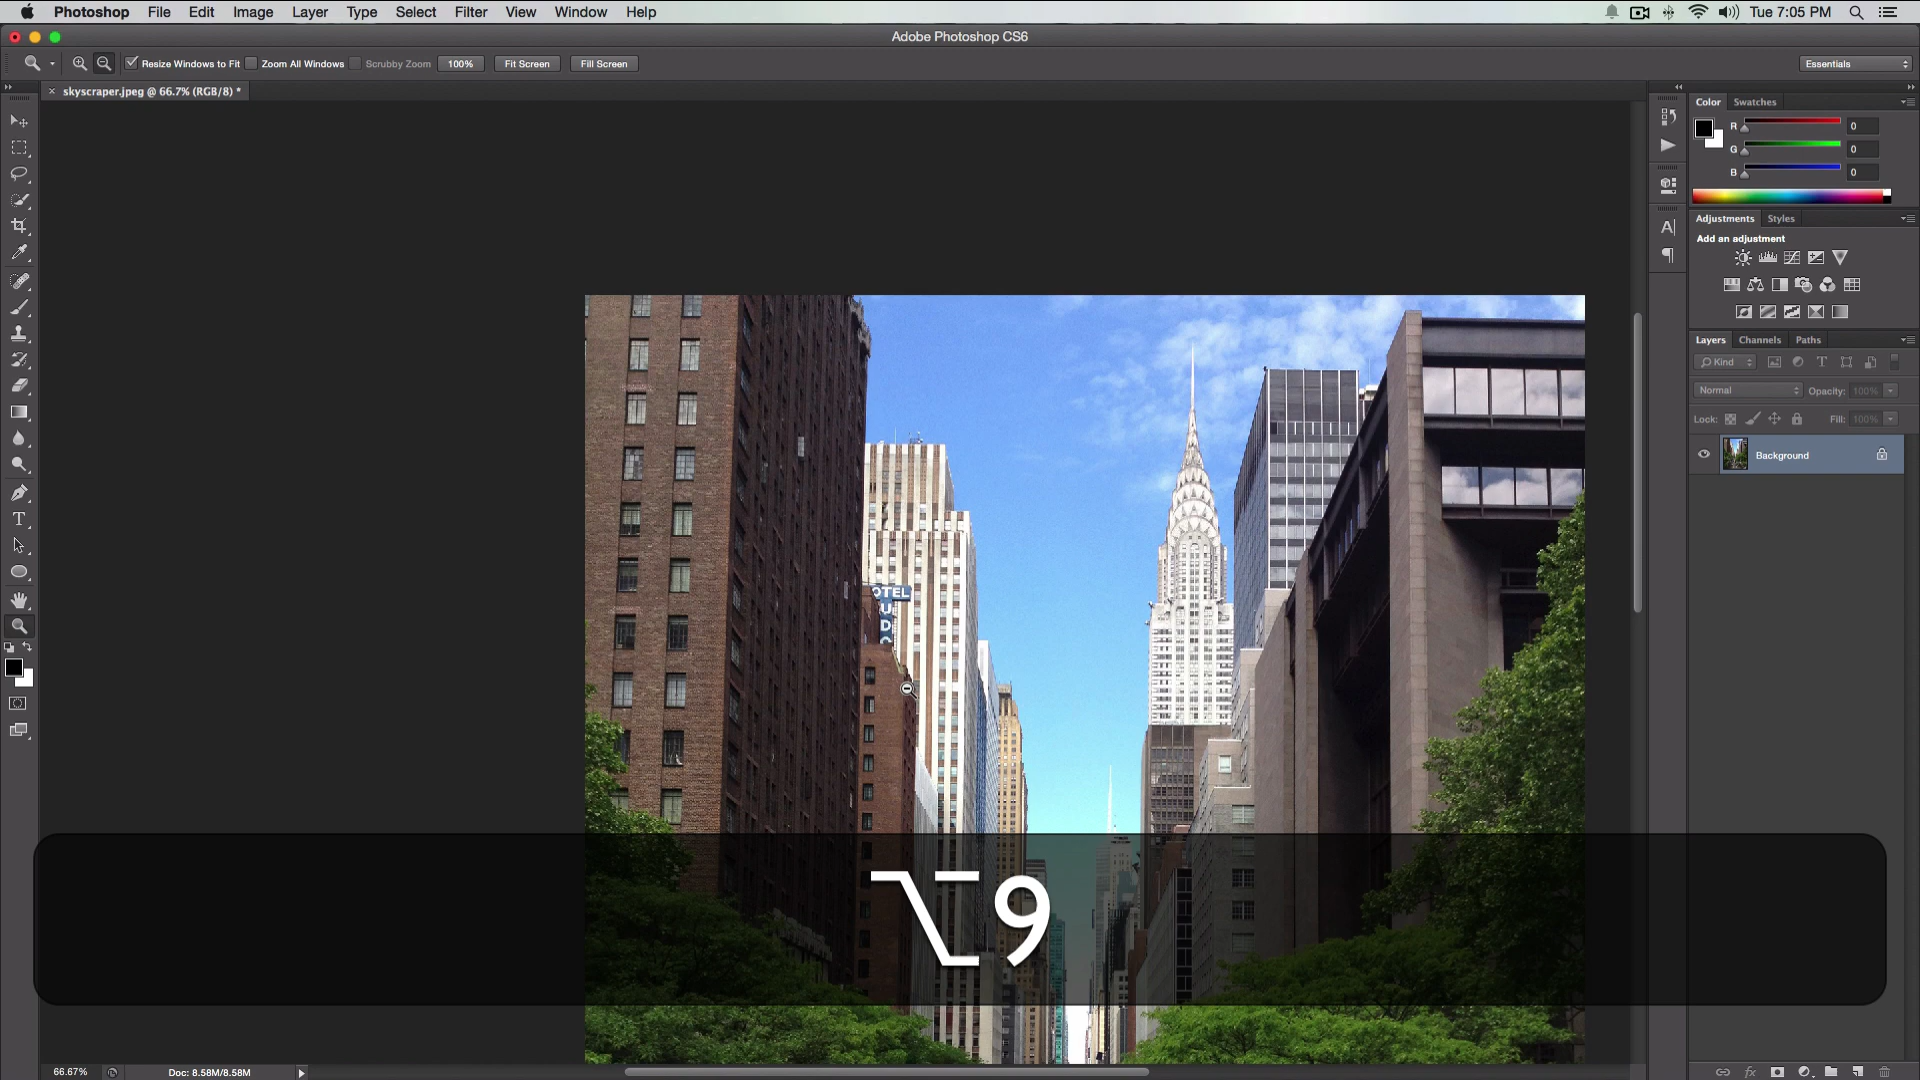 Photoshop File Edit Image Layer Type Select Filter View Window Help Tue 7:05 PM
Adobe Photoshop CS6
Resize Windows to Fit Zoom All Windows Scrubby Zoom 100% Fit Screen Fill Screen Essentials
× skyscraper.jpeg @ 66.7% (RGB/8) *
Color Swatches
R 0
G 0
B 0
Adjustments Styles
Add an adjustment
Layers Channels Paths
Kind
Normal Opacity: 100%
Lock: Fill: 100%
Background
OTEL
U
D
⌥9
66.67% Doc: 8.58M/8.58M